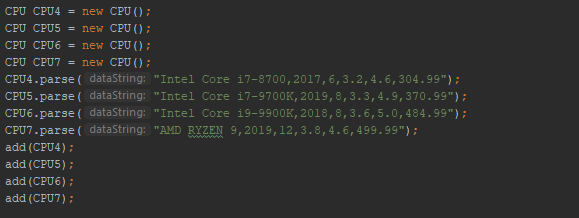 CPU CPU4 = new CPU();
CPU CPU5 = new CPU();
CPU CPU6 = new CPU();
CPU CPU7 = new CPU();
CPU4.parse( dataString: "Intel Core i7-8700,2017,6,3.2,4.6,304.99");
CPU5.parse( dataString: "Intel Core i7-9700K,2019,8,3.3,4.9,370.99");
CPU6.parse( dataString: "Intel Core i9-9900K,2018,8,3.6,5.0,484.99");
CPU7.parse( dataString: "AMD RYZEN 9,2019,12,3.8,4.6,499.99");
add(CPU4);
add(CPU5);
add(CPU6);
add(CPU7);